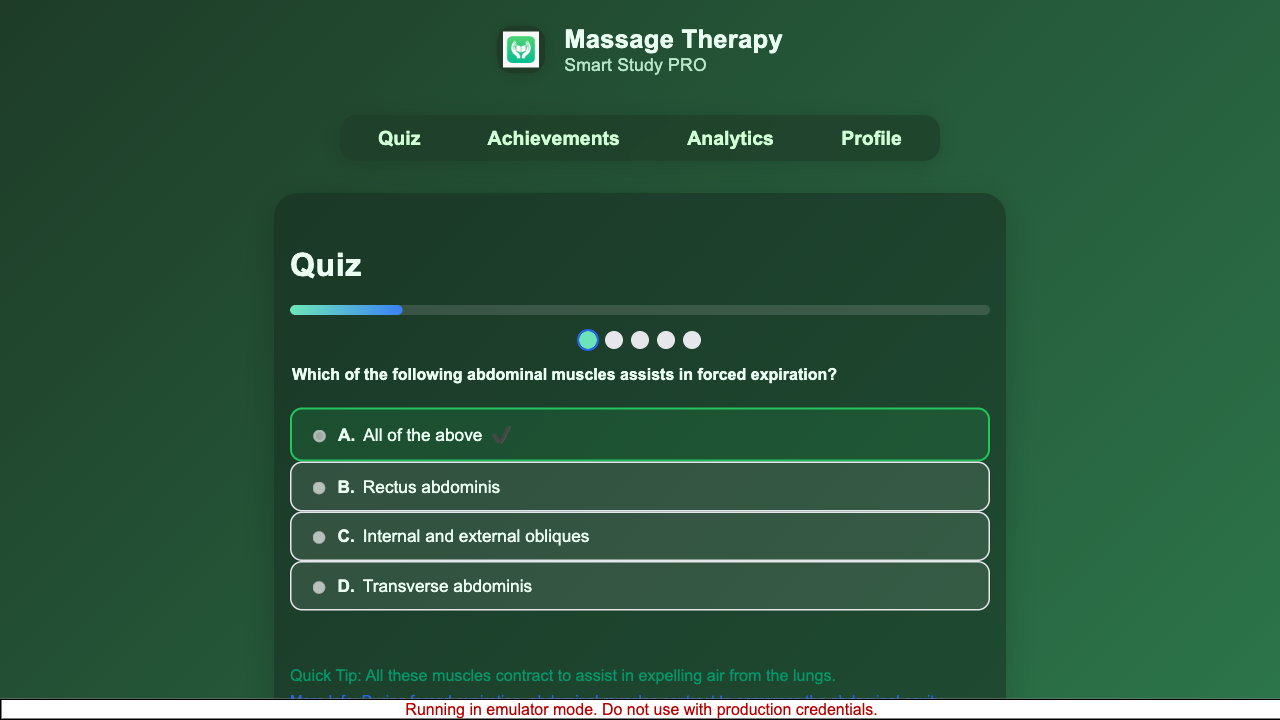 Massage Therapy
Smart Study PRO
Quiz
Achievements
Analytics
Profile
Quiz
Which of the following abdominal muscles assists in forced expiration?
A. All of the above ✔
B. Rectus abdominis
C. Internal and external obliques
D. Transverse abdominis
Quick Tip: All these muscles contract to assist in expelling air from the lungs.
Running in emulator mode. Do not use with production credentials.